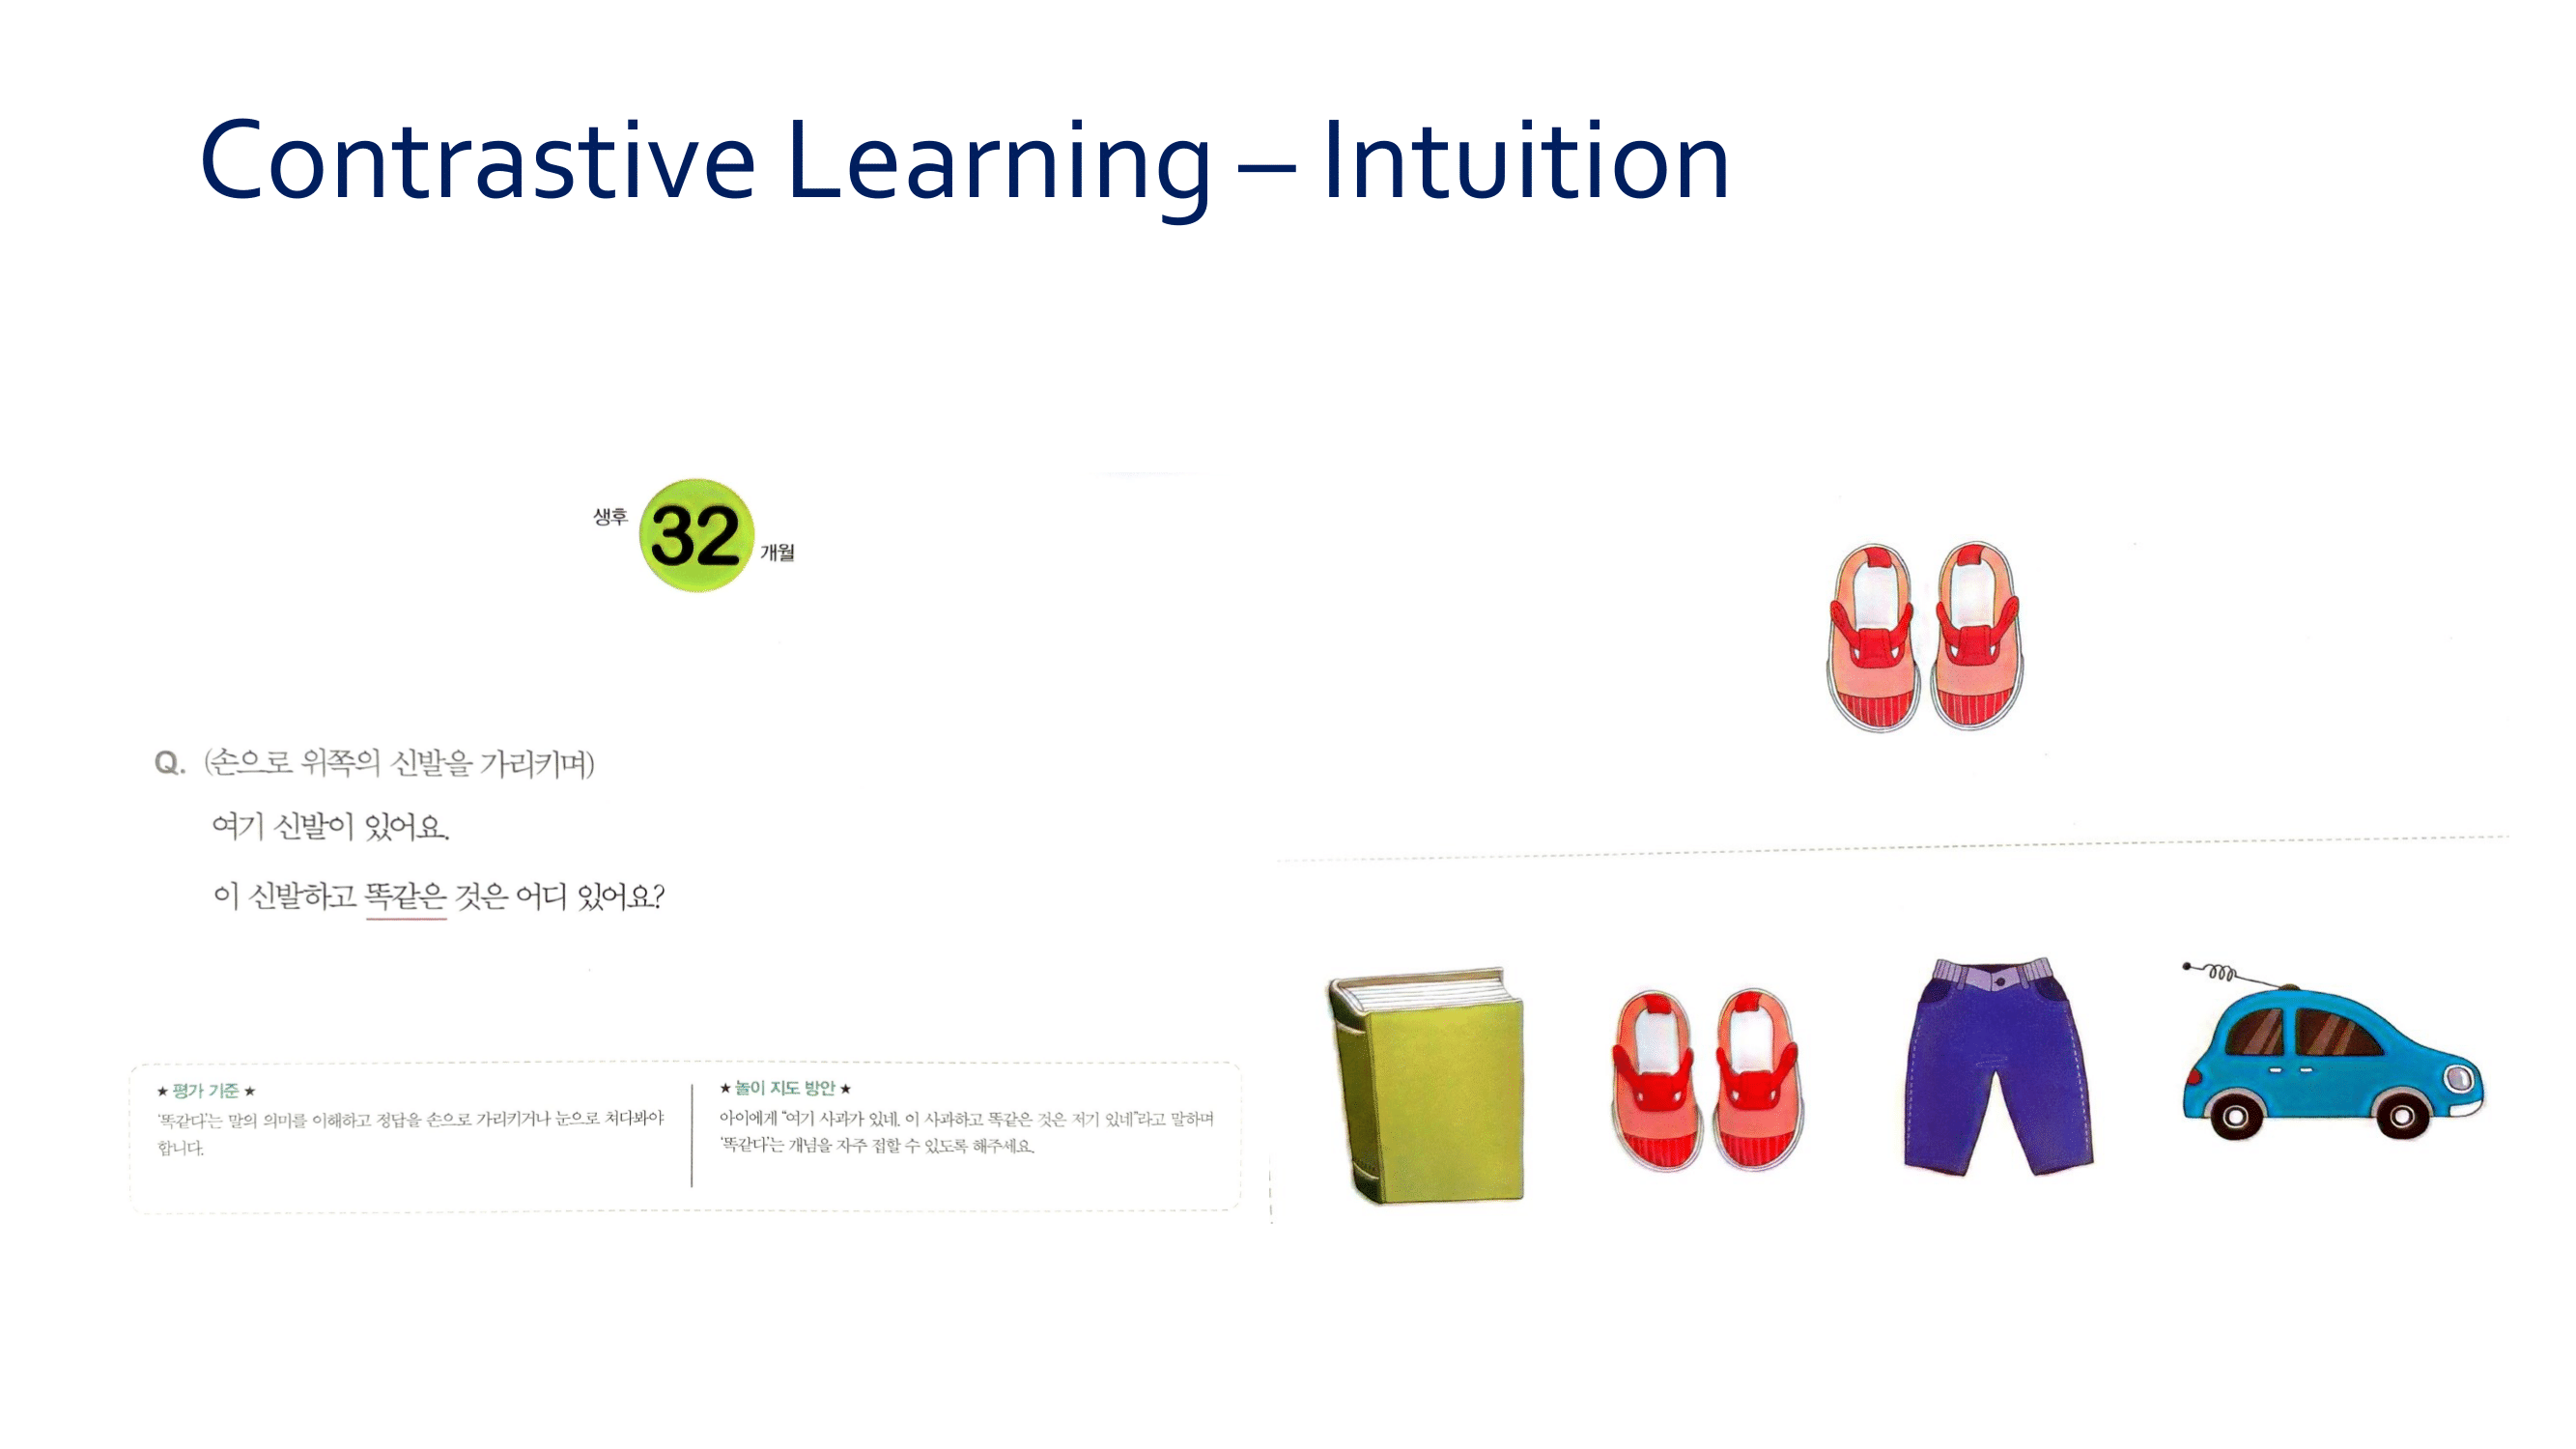 Contrastive Learning – Intuition
생후 32 개월
Q. (손으로 위쪽의 신발을 가리키며)
여기 신발이 있어요.
이 신발하고 똑같은 것은 어디 있어요?
★ 평가 기준 ★
'똑같다'는 말의 의미를 이해하고 정답을 손으로 가리키거나 눈으로 쳐다봐야
합니다.
★ 놀이 지도 방안 ★
아이에게 "여기 사과가 있네. 이 사과하고 똑같은 것은 저기 있네"라고 말하며
'똑같다'는 개념을 자주 접할 수 있도록 해주세요.